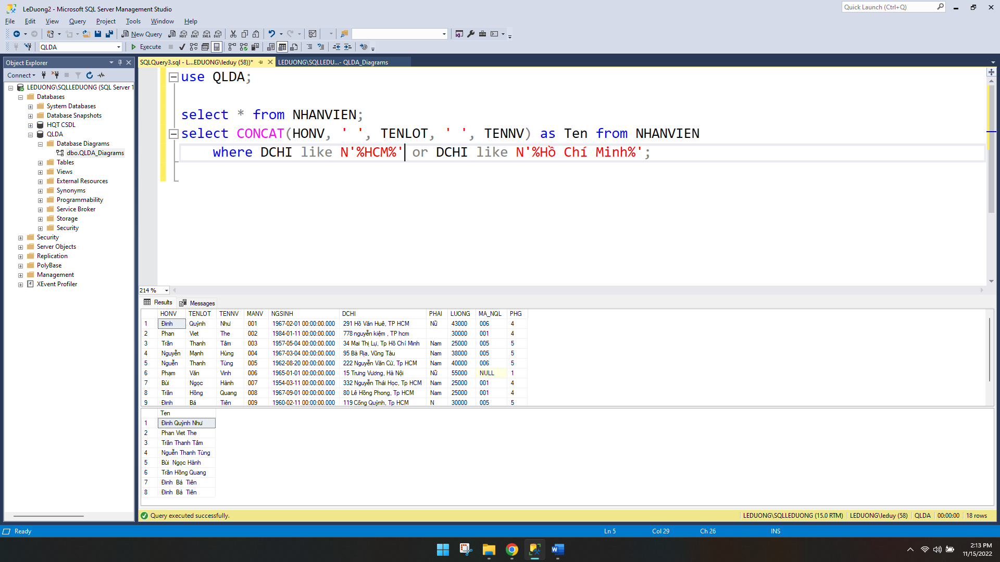 LeDuong2 - Microsoft SQL Server Management Studio
Quick Launch (Ctrl+Q)
File Edit View Query Project Tools Window Help
New Query
MDX DMX XMLA DAX
QLDA
Execute
Object Explorer
Connect
LEDUONG\SQLLEDUONG (SQL Server 1
Databases
System Databases
Database Snapshots
HQT CSDL
QLDA
Database Diagrams
dbo.QLDA_Diagrams
Tables
Views
External Resources
Synonyms
Programmability
Service Broker
Storage
Security
Security
Server Objects
Replication
PolyBase
Management
XEvent Profiler
SQLQuery3.sql - L...EDUONG\leduy (58))* LEDUONG\SQLLEDU...- QLDA_Diagrams
use QLDA;
select * from NHANVIEN;
select CONCAT(HONV, ' ', TENLOT, ' ', TENNV) as Ten from NHANVIEN
where DCHI like N'%HCM%' or DCHI like N'%Hồ Chí Minh%';
214 %
Results Messages
HONV TENLOT TENNV MANV NGSINH DCHI PHAI LUONG MA_NQL PHG
1 Đinh Quỳnh Như 001 1967-02-01 00:00:00.000 291 Hồ Văn Huê, TP HCM Nữ 43000 006 4
2 Phan Viet The 002 1984-01-11 00:00:00.000 778 nguyễn kiệm , TP hcm 30000 001 4
3 Trần Thanh Tâm 003 1957-05-04 00:00:00.000 34 Mai Thị Lự, Tp Hồ Chí Minh Nam 25000 005 5
4 Nguyễn Mạnh Hùng 004 1967-03-04 00:00:00.000 95 Bà Rịa, Vũng Tàu Nam 38000 005 5
5 Nguễn Thanh Tùng 005 1962-08-20 00:00:00.000 222 Nguyễn Văn Cừ, Tp HCM Nam 40000 006 5
6 Phạm Văn Vinh 006 1965-01-01 00:00:00.000 15 Trưng Vương, Hà Nội Nữ 55000 NULL 1
7 Bùi Ngọc Hành 007 1954-03-11 00:00:00.000 332 Nguyễn Thái Học, Tp HCM Nam 25000 001 4
8 Trần Hồng Quang 008 1967-09-01 00:00:00.000 80 Lê Hồng Phong, Tp HCM Nam 25000 001 4
9 Đinh Bá Tiên 009 1960-02-11 00:00:00.000 119 Cống Quỳnh, Tp HCM N 30000 005 5
Ten
1 Đinh Quỳnh Như
2 Phan Viet The
3 Trần Thanh Tâm
4 Nguễn Thanh Tùng
5 Bùi Ngọc Hành
6 Trần Hồng Quang
7 Đinh Bá Tiên
8 Đinh Bá Tiên
Query executed successfully. LEDUONG\SQLLEDUONG (15.0 RTM) LEDUONG\leduy (58) QLDA 00:00:00 18 rows
Ready Ln 5 Col 29 Ch 26 INS
2:13 PM
11/15/2022